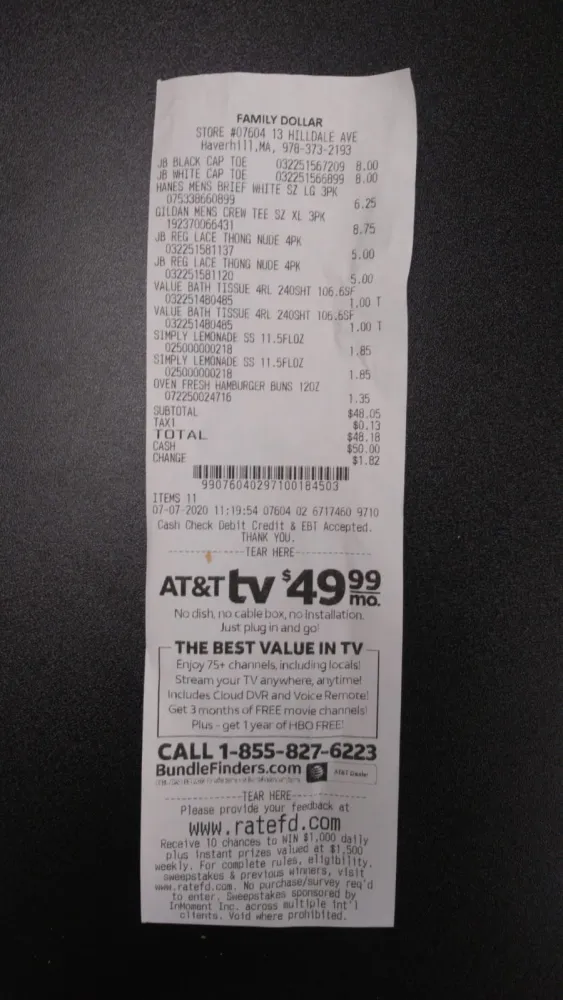 FAMILY DOLLAR
STORE #07604 13 HILLDALE AVE
Haverhill,MA, 978-373-2193
JB BLACK CAP TOE 032251567209 8.00
JB WHITE CAP TOE 032251566899 8.00
HANES MENS BRIEF WHITE SZ LG 3PK
075338660899 6.25
GILDAN MENS CREW TEE SZ XL 3PK
192370066431 8.75
JB REG LACE THONG NUDE 4PK
032251581137 5.00
JB REG LACE THONG NUDE 4PK
032251581120 5.00
VALUE BATH TISSUE 4RL 240SHT 106.6SF
032251480485 1.00 T
VALUE BATH TISSUE 4RL 240SHT 106.6SF
032251480485 1.00 T
SIMPLY LEMONADE SS 11.5FLOZ
025000000218 1.85
SIMPLY LEMONADE SS 11.5FLOZ
025000000218 1.85
OVEN FRESH HAMBURGER BUNS 12OZ
072250024716 1.35
SUBTOTAL $48.05
TAX1 $0.13
TOTAL $48.18
CASH $50.00
CHANGE $1.82
99076040297100184503
ITEMS 11
07-07-2020 11:19:54 07604 02 6717460 9710
Cash Check Debit Credit & EBT Accepted.
THANK YOU.
TEAR HERE
AT&T tv $49.99 mo.
No dish, no cable box, no installation.
Just plug in and go!
THE BEST VALUE IN TV
Enjoy 75+ channels, including locals!
Stream your TV anywhere, anytime!
Includes Cloud DVR and Voice Remote!
Get 3 months of FREE movie channels!
Plus - get 1 year of HBO FREE!
CALL 1-855-827-6223
BundleFinders.com AT&T Dealer
TEAR HERE
Please provide your feedback at
www.ratefd.com
Receive 10 chances to WIN $1,000 daily
plus instant prizes valued at $1,500
weekly. For complete rules, eligibility,
sweepstakes & previous winners, visit
www.ratefd.com. No purchase/survey req'd
to enter. Sweepstakes sponsored by
InMoment Inc. across multiple int'l
clients. Void where prohibited.